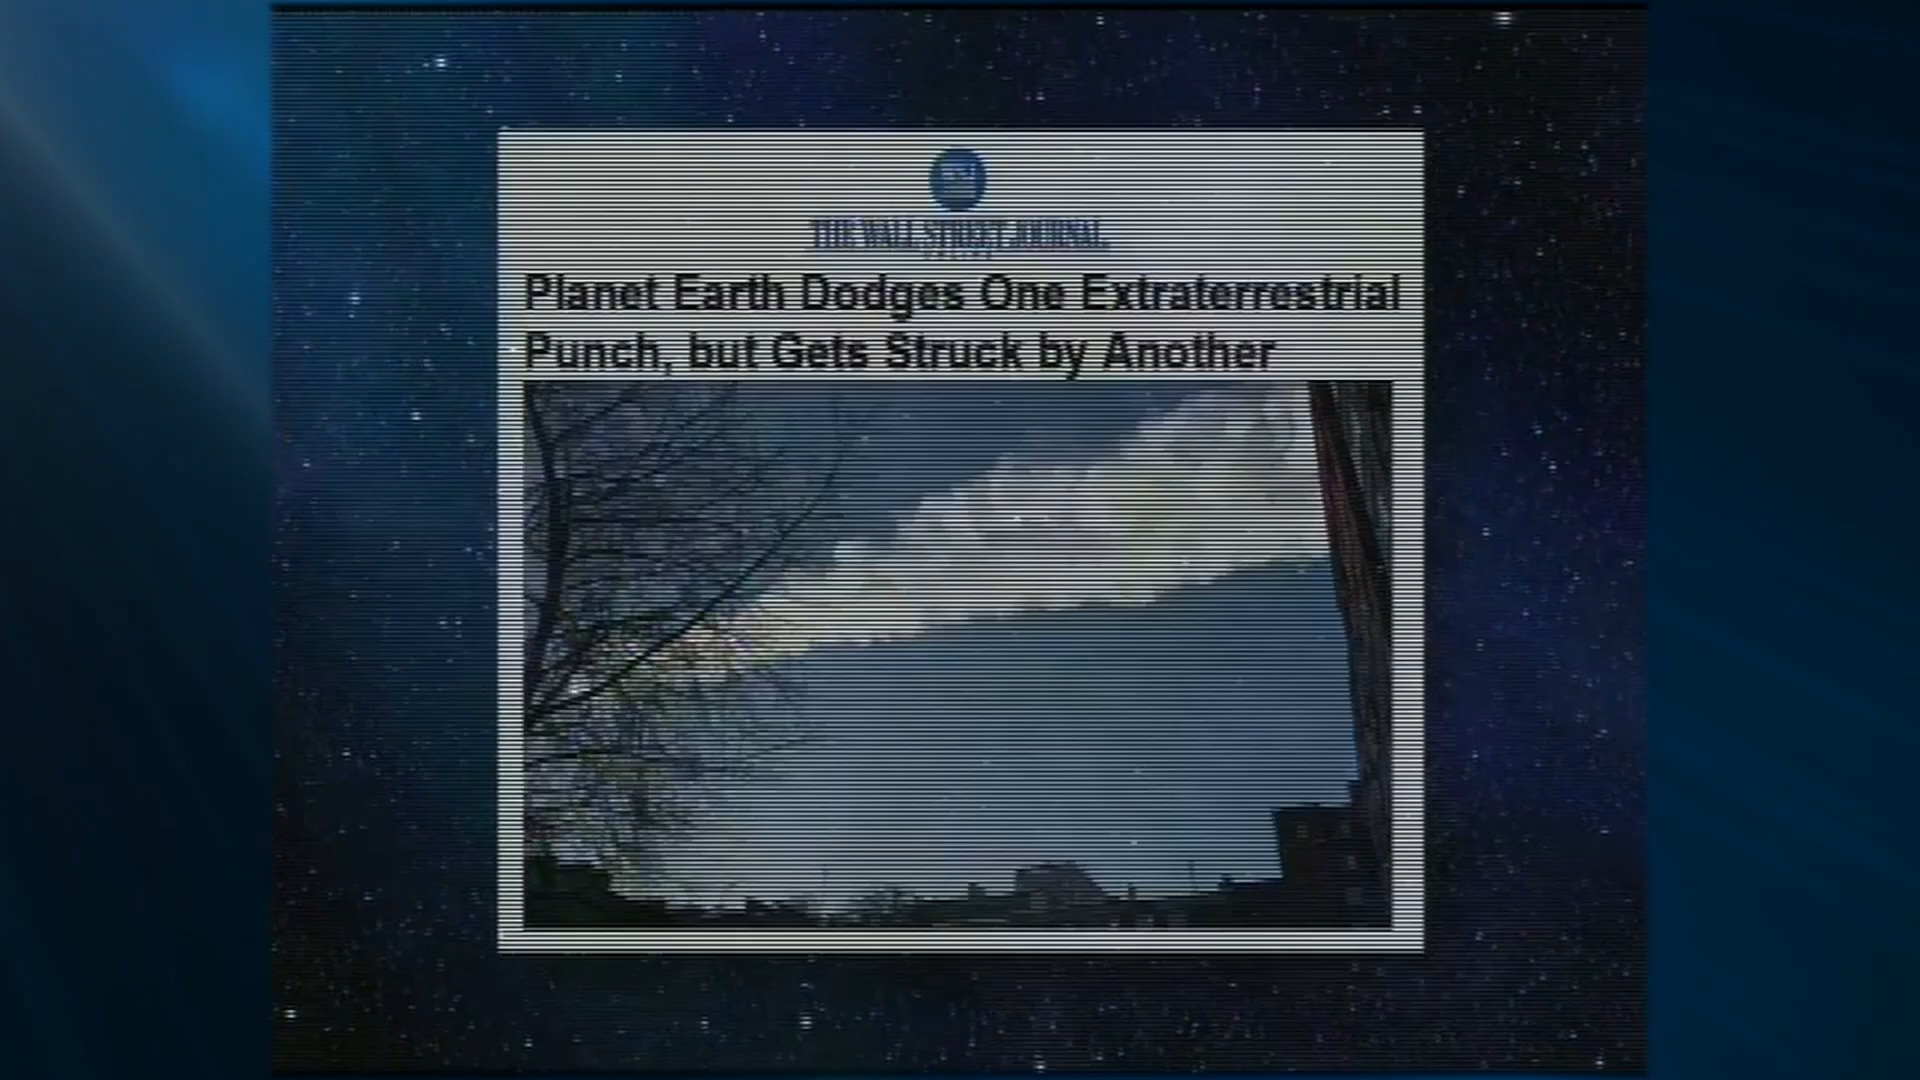 THE WALL STREET JOURNAL.
Planet Earth Dodges One Extraterrestrial
Punch, but Gets Struck by Another